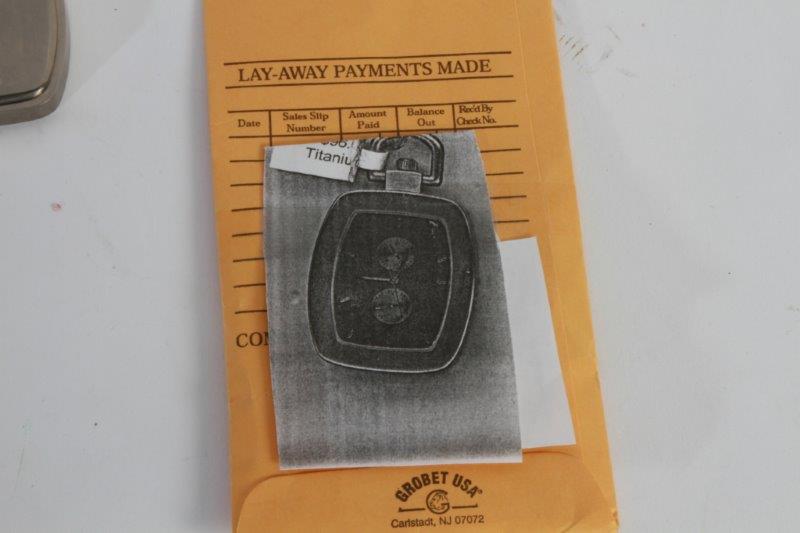 LAY-AWAY PAYMENTS MADE
Date Sales Slip Number Amount Paid Balance Out Rec'd By Check No.
Titaniu
CO
GROBET USA®
Carlstadt, NJ 07072